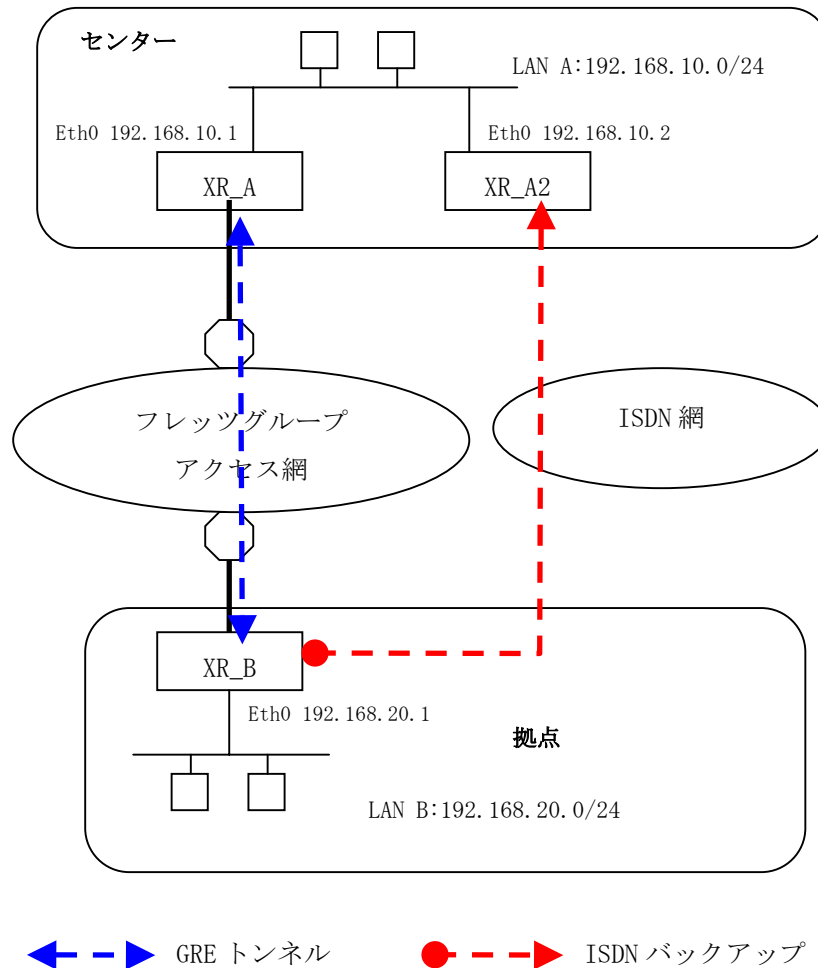 センター
LAN A:192.168.10.0/24
Eth0 192.168.10.1
Eth0 192.168.10.2
XR_A
XR_A2
フレッツグループ
アクセス網
ISDN 網
XR_B
Eth0 192.168.20.1
拠点
LAN B:192.168.20.0/24
GRE トンネル
ISDN バックアップ